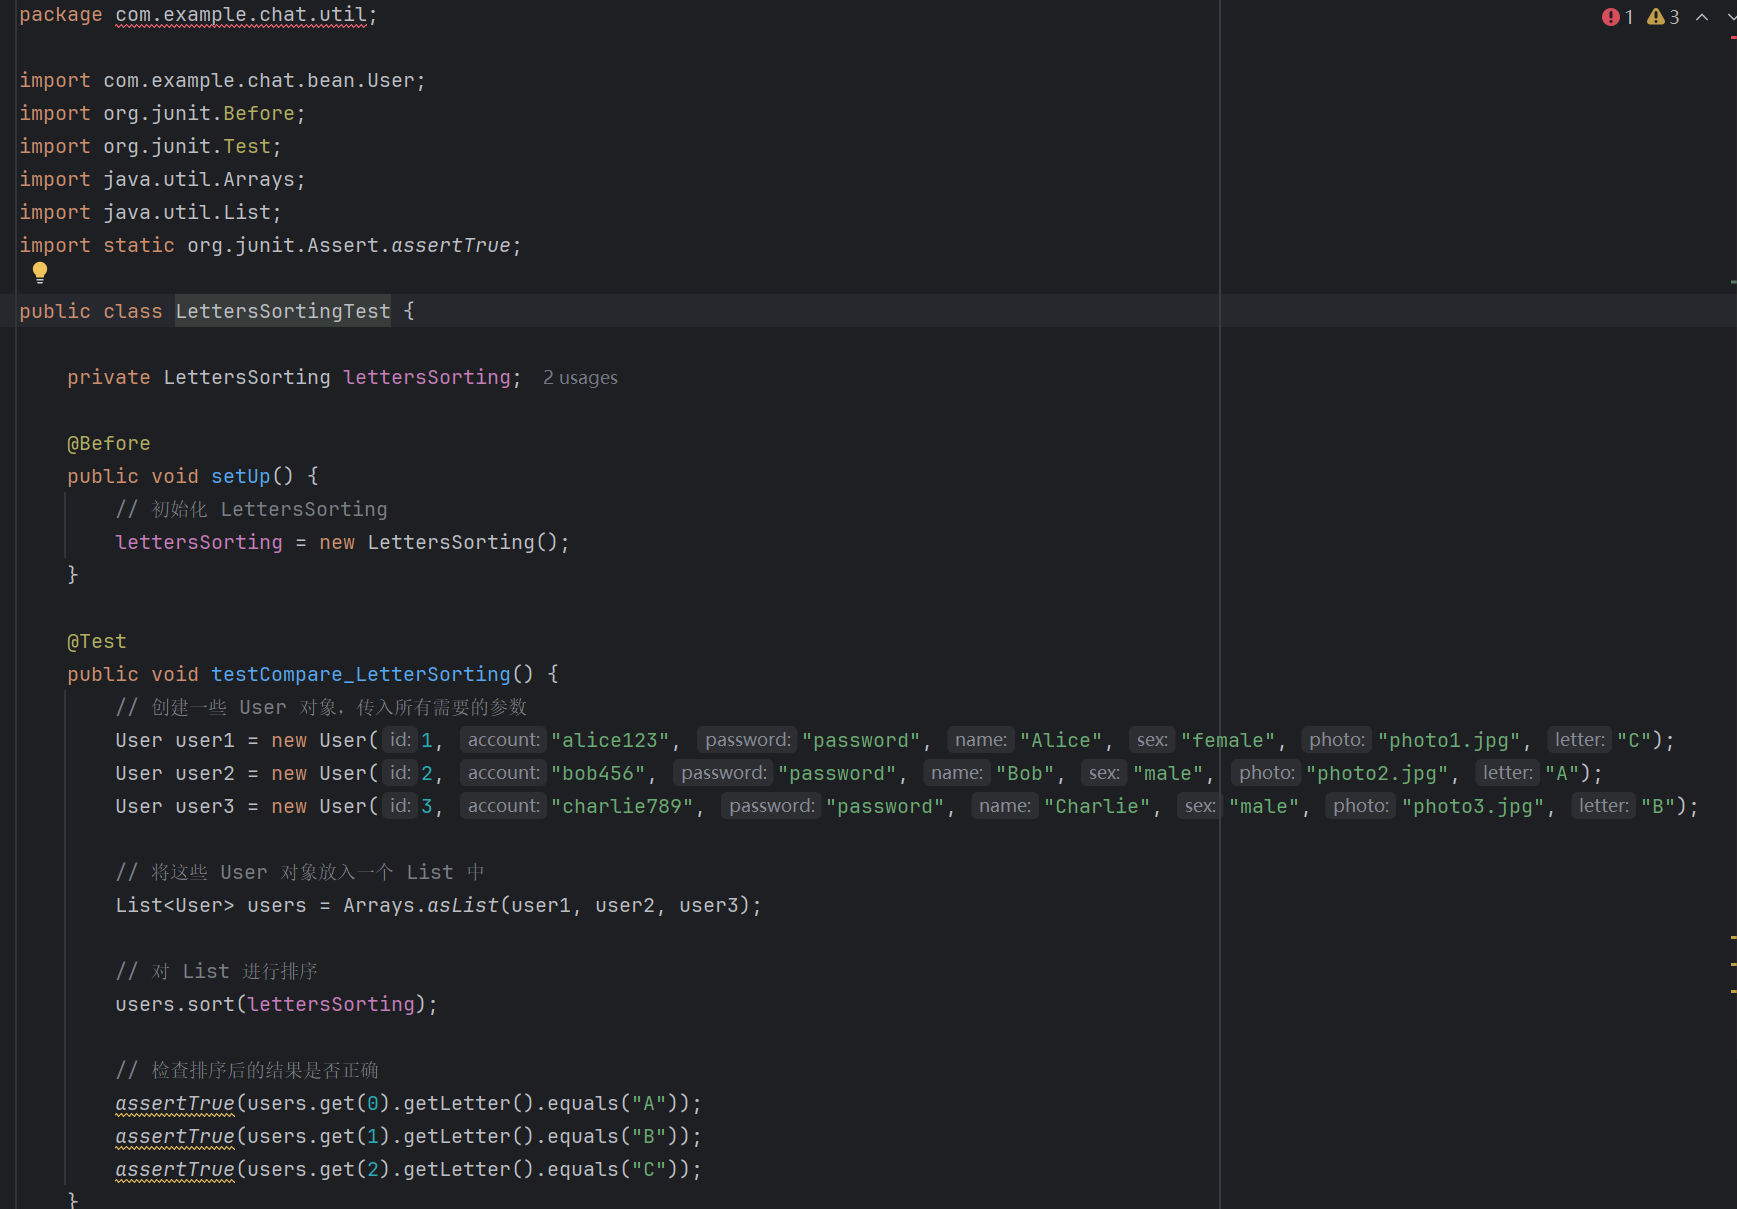 package com.example.chat.util;
1 3
import com.example.chat.bean.User;
import org.junit.Before;
import org.junit.Test;
import java.util.Arrays;
import java.util.List;
import static org.junit.Assert.assertTrue;
public class LettersSortingTest {
private LettersSorting lettersSorting; 2 usages
@Before
public void setUp() {
// 初始化 LettersSorting
lettersSorting = new LettersSorting();
}
@Test
public void testCompare_LetterSorting() {
// 创建一些 User 对象，传入所有需要的参数
User user1 = new User( id: 1, account: "alice123", password: "password", name: "Alice", sex: "female", photo: "photo1.jpg", letter: "C");
User user2 = new User( id: 2, account: "bob456", password: "password", name: "Bob", sex: "male", photo: "photo2.jpg", letter: "A");
User user3 = new User( id: 3, account: "charlie789", password: "password", name: "Charlie", sex: "male", photo: "photo3.jpg", letter: "B");
// 将这些 User 对象放入一个 List 中
List<User> users = Arrays.asList(user1, user2, user3);
// 对 List 进行排序
users.sort(lettersSorting);
// 检查排序后的结果是否正确
assertTrue(users.get(0).getLetter().equals("A"));
assertTrue(users.get(1).getLetter().equals("B"));
assertTrue(users.get(2).getLetter().equals("C"));
}